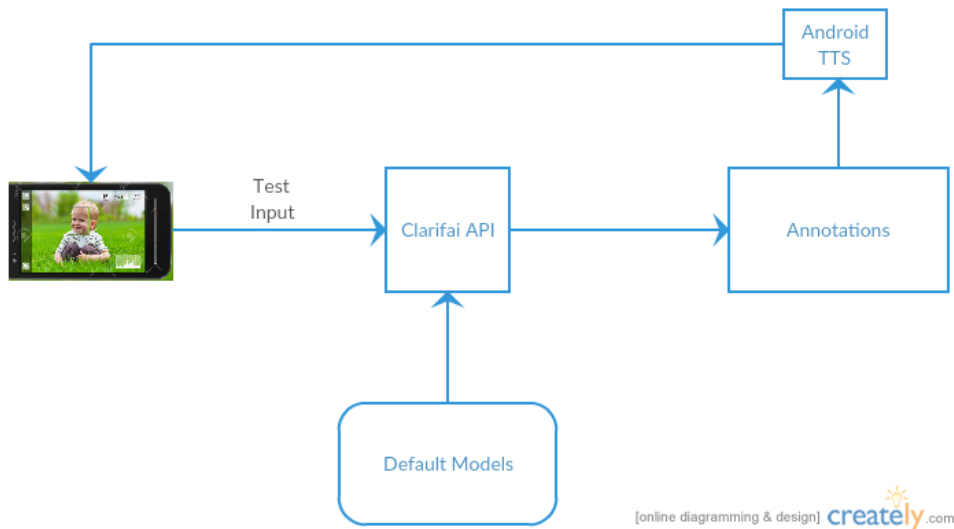 Android
TTS
Test
Input
Clarifai API
Annotations
Default Models
[online diagramming & design] creately.com